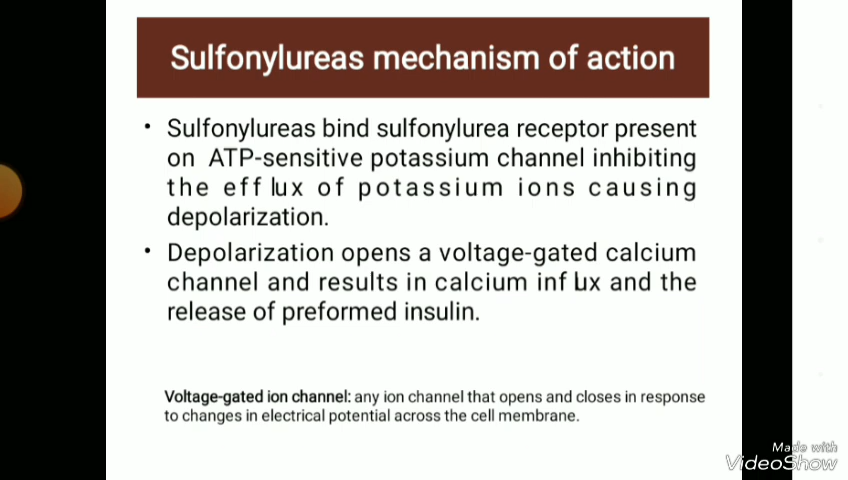 Sulfonylureas mechanism of action
• Sulfonylureas bind sulfonylurea receptor present
on ATP-sensitive potassium channel inhibiting
the efflux of potassium ions causing
depolarization.
• Depolarization opens a voltage-gated calcium
channel and results in calcium influx and the
release of preformed insulin.
Voltage-gated ion channel: any ion channel that opens and closes in response
to changes in electrical potential across the cell membrane.
Made with
VideoShow